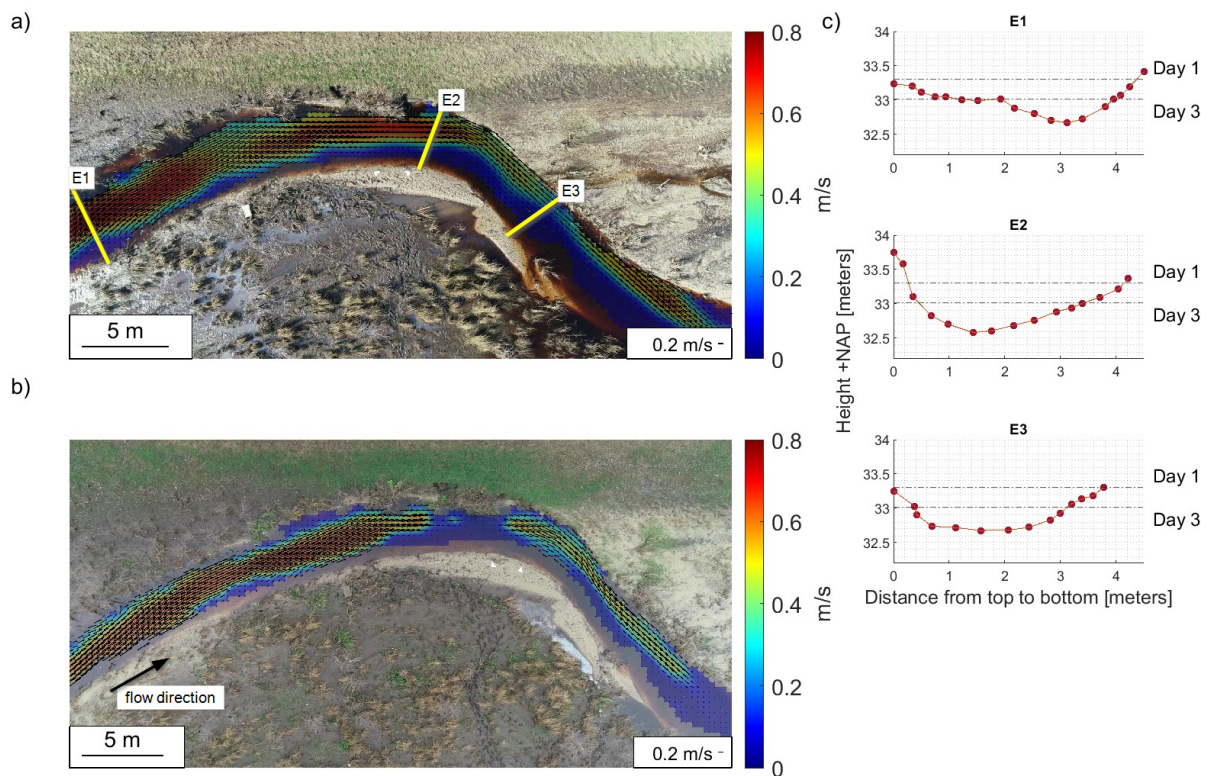 a)
E1
E2
E3
5 m
0.2 m/s
0.8
0.6
0.4
0.2
0
m/s
b)
flow direction
5 m
0.2 m/s
0.8
0.6
0.4
0.2
0
m/s
c)
Height +NAP [meters]
E1
34
33.5
33
32.5
0 1 2 3 4
Day 1
Day 3
E2
34
33.5
33
32.5
0 1 2 3 4
Day 1
Day 3
E3
34
33.5
33
32.5
0 1 2 3 4
Day 1
Day 3
Distance from top to bottom [meters]